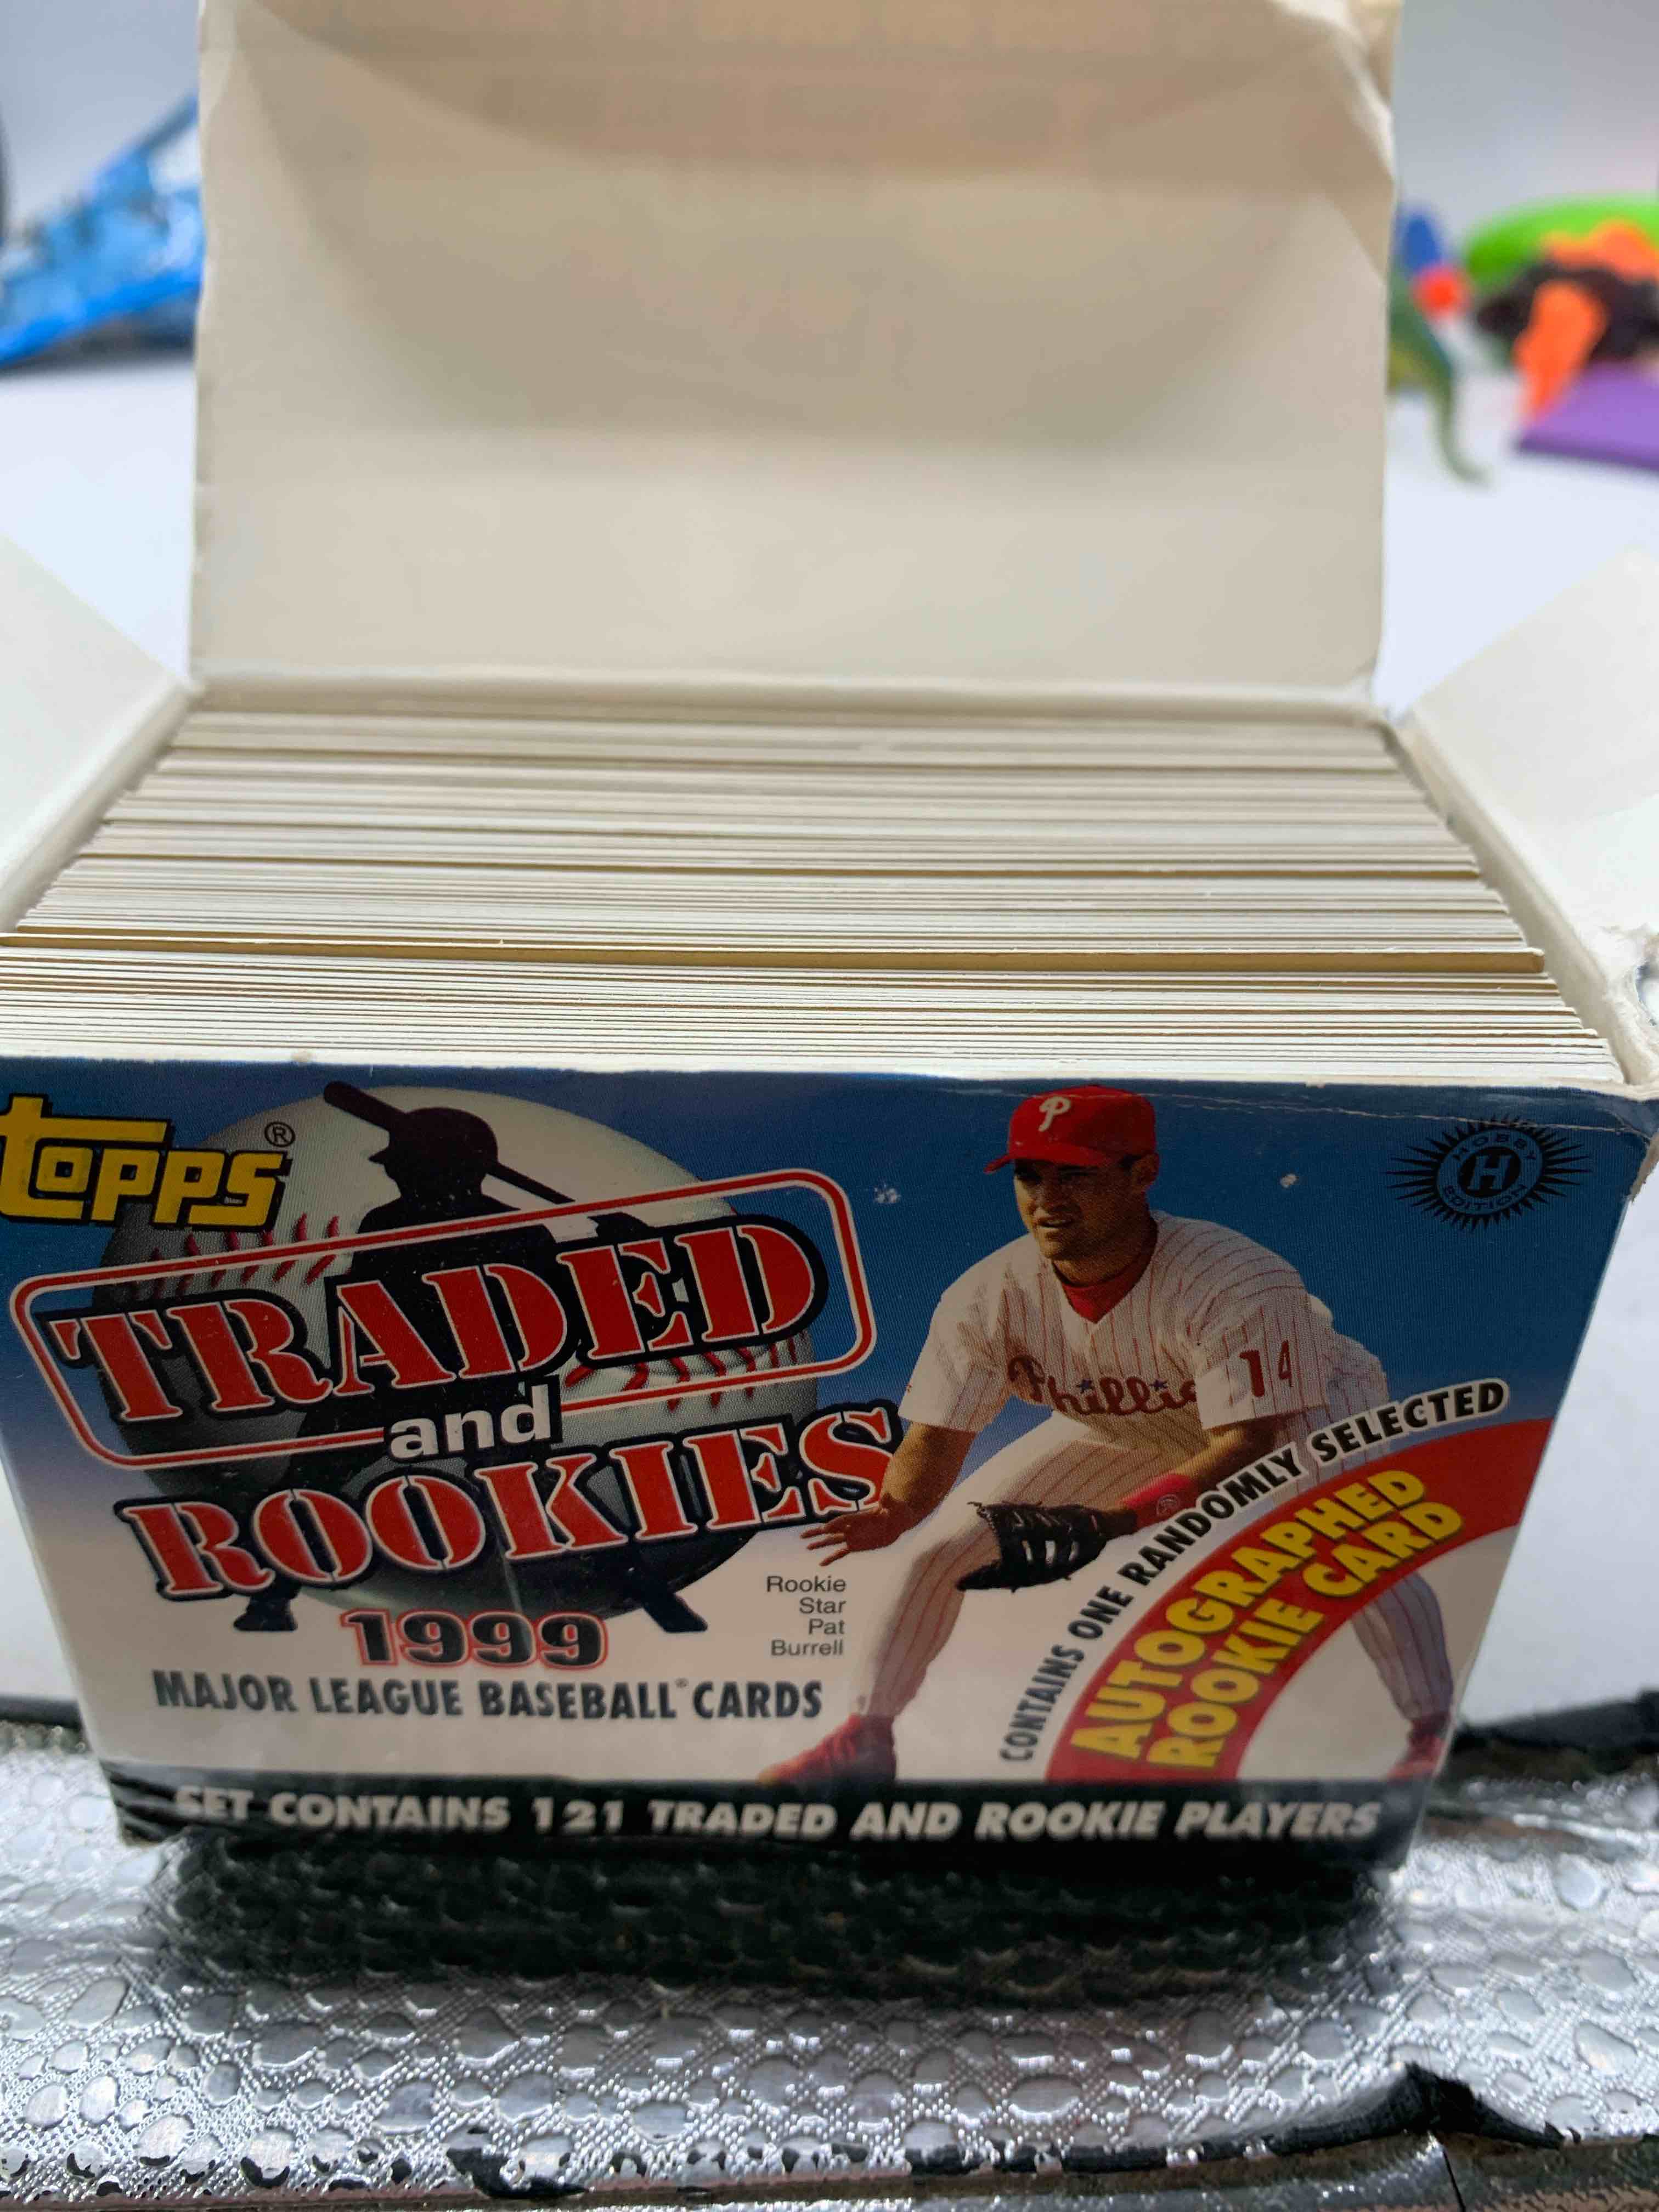 topps®
TRADED
and
ROOKIES
1999
MAJOR LEAGUE BASEBALL® CARDS
P
Phillie
14
HOBBY
H
EDITION
Rookie
Star
Pat
Burrell
CONTAINS ONE RANDOMLY SELECTED
AUTOGRAPHED
ROOKIE CARD
SET CONTAINS 121 TRADED AND ROOKIE PLAYERS